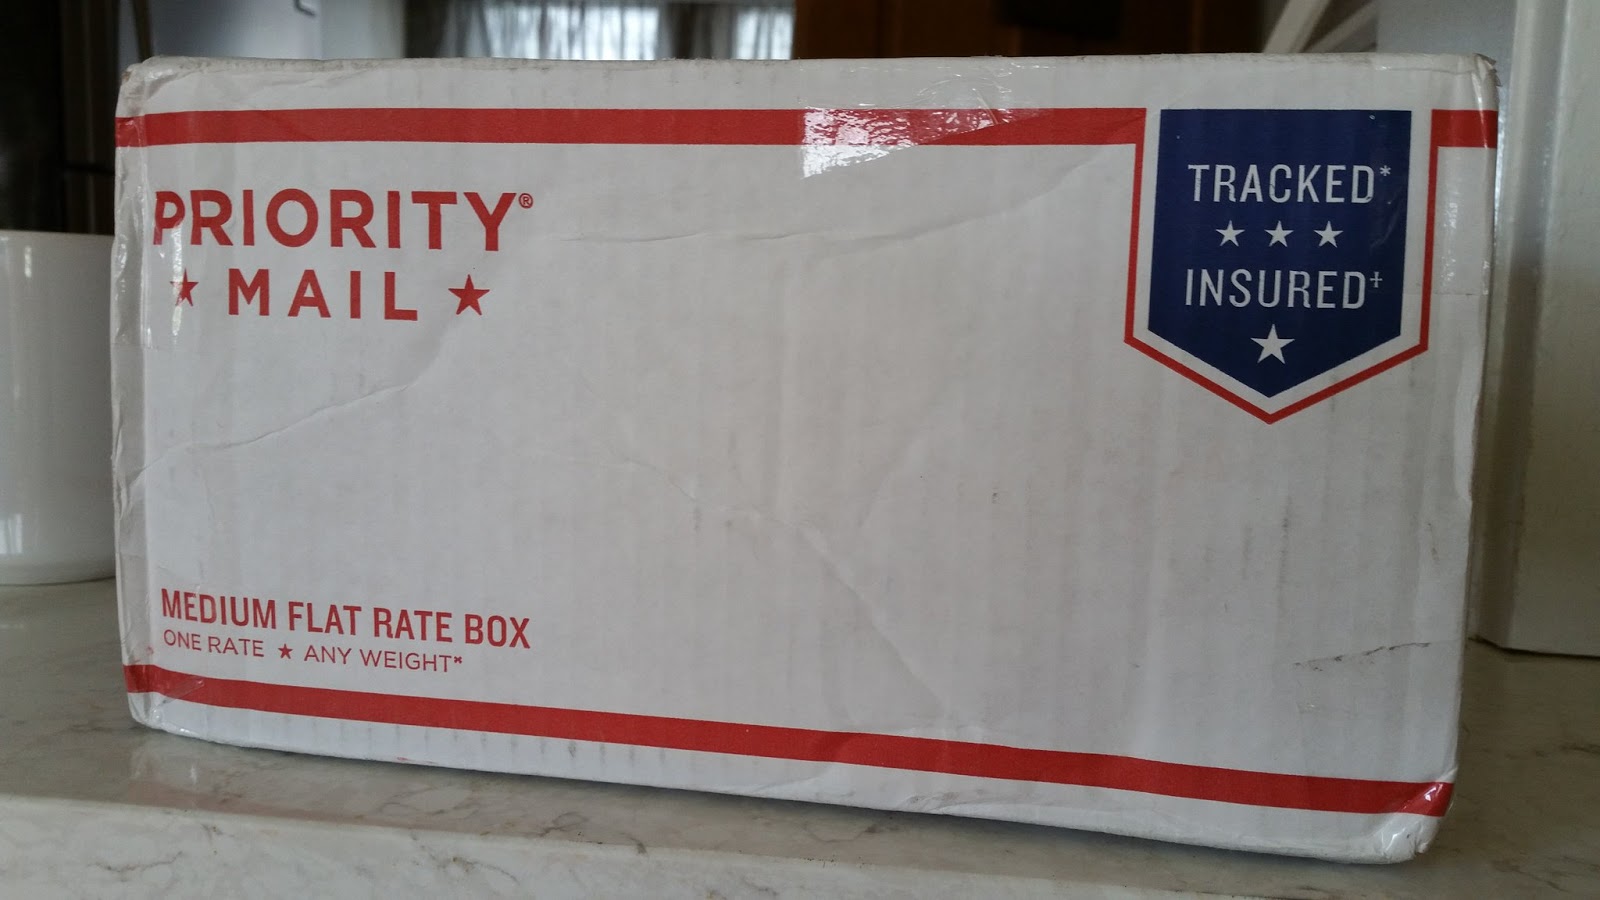 PRIORITY®
★ MAIL ★
TRACKED*
★ ★ ★
INSURED‡
★
MEDIUM FLAT RATE BOX
ONE RATE ★ ANY WEIGHT*